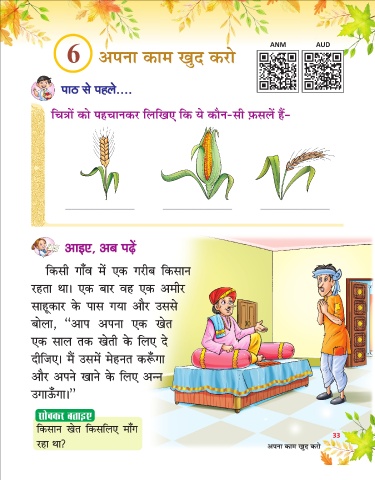 6 अपना काम खुद करो
ANM AUD
पाठ से पहले....
चित्रों को पहचानकर लिखिए कि ये कौन-सी फ़सलें हैं–
आइए, अब पढ़ें
किसी गाँव में एक गरीब किसान
रहता था। एक बार वह एक अमीर
साहूकार के पास गया और उससे
बोला, ‘‘आप अपना एक खेत
एक साल तक खेती के लिए दे
दीजिए। मैं उसमें मेहनत करूँगा
और अपने खाने के लिए अन्न
उगाऊँगा।’’
सोचकर बताइए
किसान खेत किसलिए माँग
रहा था?
33
अपना काम खुद करो